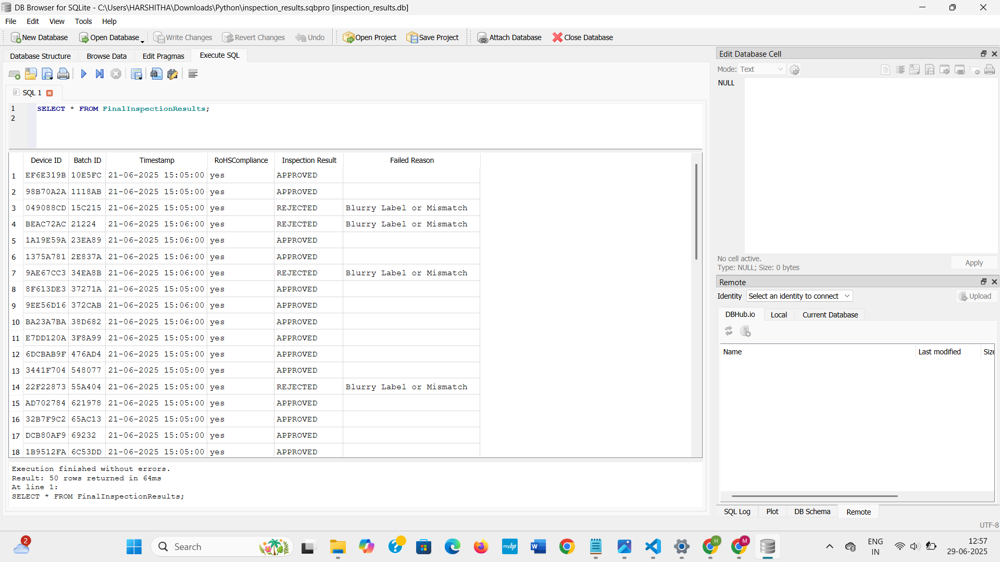 DB Browser for SQLite - C:\Users\HARSHITHA\Downloads\Python\inspection_results.sqbpro [inspection_results.db]
File Edit View Tools Help
New Database Open Database Write Changes Revert Changes Undo Open Project Save Project Attach Database Close Database
Database Structure Browse Data Edit Pragmas Execute SQL
SQL 1
1 SELECT * FROM FinalInspectionResults;
2
Device ID Batch ID Timestamp RoHSCompliance Inspection Result Failed Reason
1 EF6E319B 10E5FC 21-06-2025 15:05:00 yes APPROVED
2 98B70A2A 1118AB 21-06-2025 15:05:00 yes APPROVED
3 049088CD 15C215 21-06-2025 15:05:00 yes REJECTED Blurry Label or Mismatch
4 BEAC72AC 21224 21-06-2025 15:06:00 yes REJECTED Blurry Label or Mismatch
5 1A19E59A 23EA89 21-06-2025 15:06:00 yes APPROVED
6 1375A781 2E837A 21-06-2025 15:06:00 yes APPROVED
7 9AE67CC3 34EA8B 21-06-2025 15:06:00 yes REJECTED Blurry Label or Mismatch
8 8F613DE3 37271A 21-06-2025 15:05:00 yes APPROVED
9 9EE56D16 372CAB 21-06-2025 15:06:00 yes APPROVED
10 BA23A7BA 38D682 21-06-2025 15:06:00 yes APPROVED
11 E7DD120A 3F8A99 21-06-2025 15:05:00 yes APPROVED
12 6DCBAB9F 476AD4 21-06-2025 15:05:00 yes APPROVED
13 3441F704 548077 21-06-2025 15:05:00 yes APPROVED
14 22F22873 55A404 21-06-2025 15:05:00 yes REJECTED Blurry Label or Mismatch
15 AD702784 621978 21-06-2025 15:05:00 yes APPROVED
16 32B7F9C2 65AC13 21-06-2025 15:05:00 yes APPROVED
17 DCB80AF9 69232 21-06-2025 15:05:00 yes APPROVED
18 1B9512FA 6C53DD 21-06-2025 15:05:00 yes APPROVED
Execution finished without errors.
Result: 50 rows returned in 64ms
At line 1:
SELECT * FROM FinalInspectionResults;
Edit Database Cell
Mode: Text
NULL
No cell active.
Type: NULL; Size: 0 bytes
Apply
Remote
Identity Select an identity to connect Upload
DBHub.io Local Current Database
Name Last modified Size
SQL Log Plot DB Schema Remote
UTF-8
2
Search
myhp
W
H
M
ENG
IN
12:57
29-06-2025